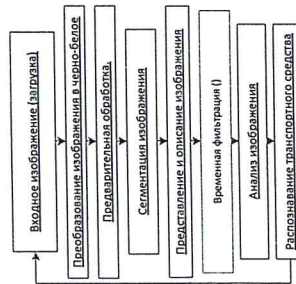 Входное изображение (загрузка)
Преобразование изображения в черно-белое
Предварительная обработка,
Сегментация изображения
Представление и описание изображения
Временная фильтрация ()
Анализ изображения
Распознавание транспортного средства